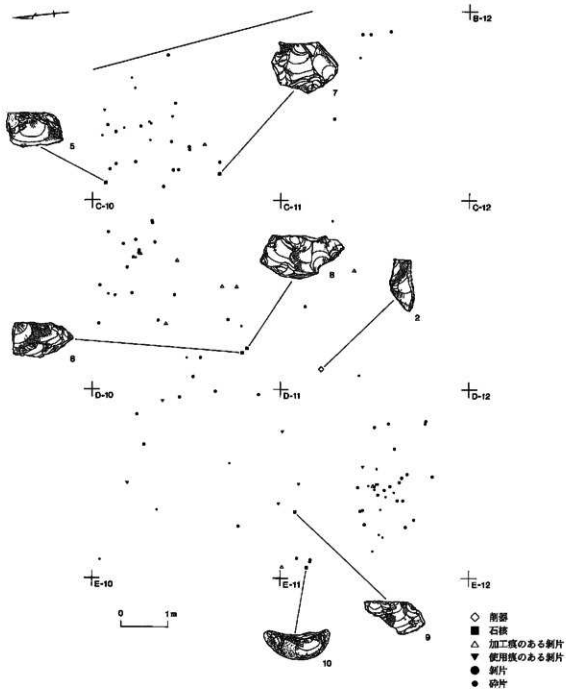 B-12
7
5
C-10
C-11
C-12
8
2
6
D-10
D-11
D-12
E-10
E-11
E-12
0 1m
9
10
削器
石核
加工痕のある剥片
使用痕のある剥片
剥片
砕片